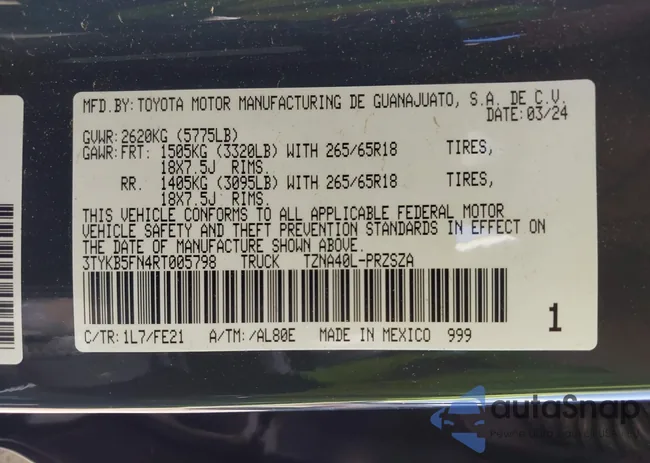 MFD.BY:TOYOTA MOTOR MANUFACTURING DE GUANAJUATO, S.A. DE C.V.
DATE:03/24
GVWR:2620KG (5775LB)
GAWR:FRT. 1505KG (3320LB) WITH 265/65R18 TIRES,
18X7.5J RIMS.
RR. 1405KG (3095LB) WITH 265/65R18 TIRES,
18X7.5J RIMS.
THIS VEHICLE CONFORMS TO ALL APPLICABLE FEDERAL MOTOR
VEHICLE SAFETY AND THEFT PREVENTION STANDARDS IN EFFECT ON
THE DATE OF MANUFACTURE SHOWN ABOVE.
3TYKB5FN4RT005798 TRUCK TZNA40L-PRZSZA
C/TR:1L7/FE21 A/TM:/AL80E MADE IN MEXICO 999
1
autoSnap